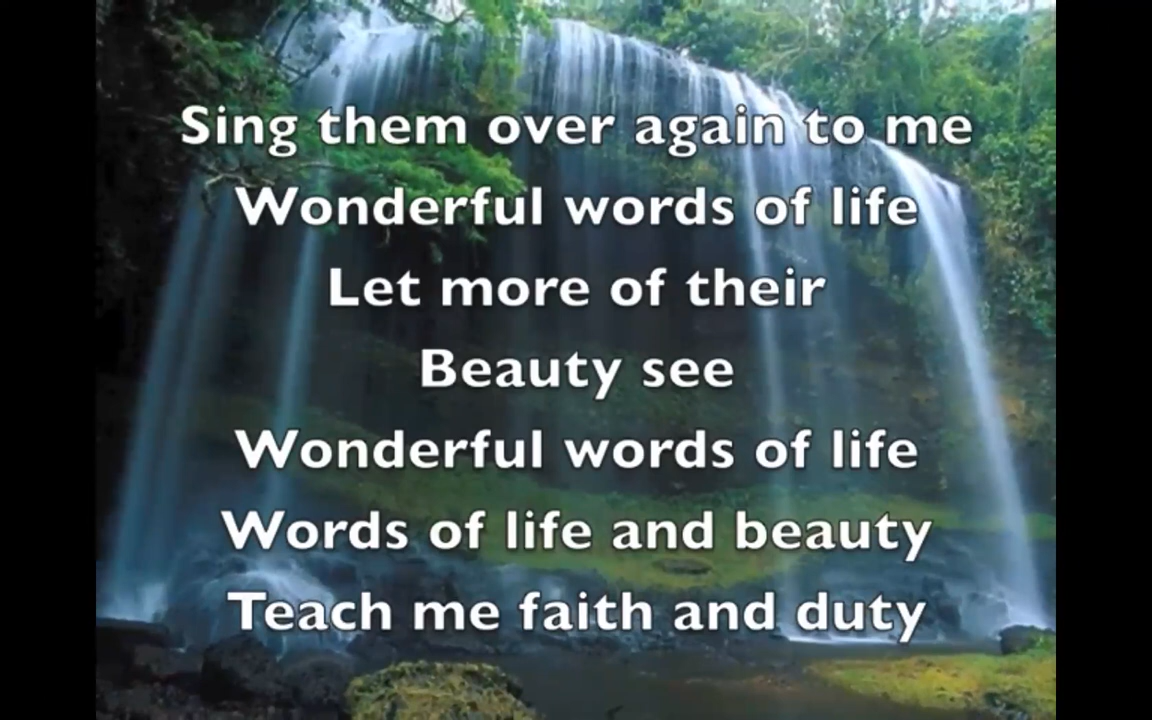 Sing them over again to me
Wonderful words of life
Let more of their
Beauty see
Wonderful words of life
Words of life and beauty
Teach me faith and duty